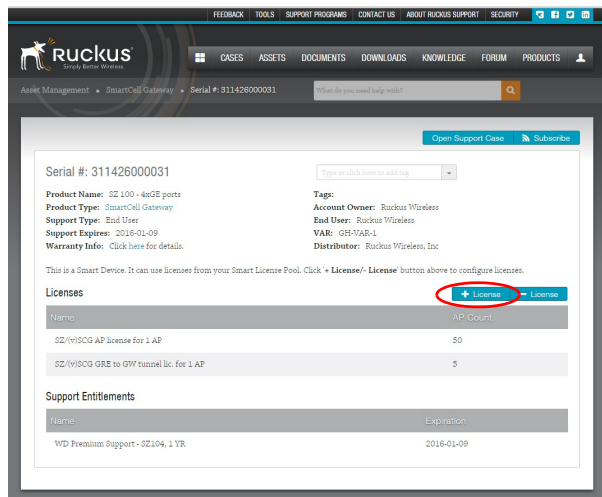 FEEDBACK TOOLS SUPPORT PROGRAMS CONTACT US ABOUT RUCKUS SUPPORT SECURITY
Ruckus
Simply Better Wireless.
CASES ASSETS DOCUMENTS DOWNLOADS KNOWLEDGE FORUM PRODUCTS
Asset Management SmartCell Gateway Serial #: 311426000031
What do you need help with?
Open Support Case Subscribe
Serial #: 311426000031
Type or click here to add tag
Product Name: SZ 100 - 4xGE ports
Tags:
Product Type: SmartCell Gateway
Account Owner: Ruckus Wireless
Support Type: End User
End User: Ruckus Wireless
Support Expires: 2016-01-09
VAR: GH-VAR-1
Warranty Info: Click here for details.
Distributor: Ruckus Wireless, Inc
This is a Smart Device. It can use licenses from your Smart License Pool. Click '+ License/- License' button above to configure licenses.
Licenses
+ License - License
Name AP Count
SZ/(v)SCG AP license for 1 AP 50
SZ/(v)SCG GRE to GW tunnel lic. for 1 AP 5
Support Entitlements
Name Expiration
WD Premium Support - SZ104, 1 YR 2016-01-09